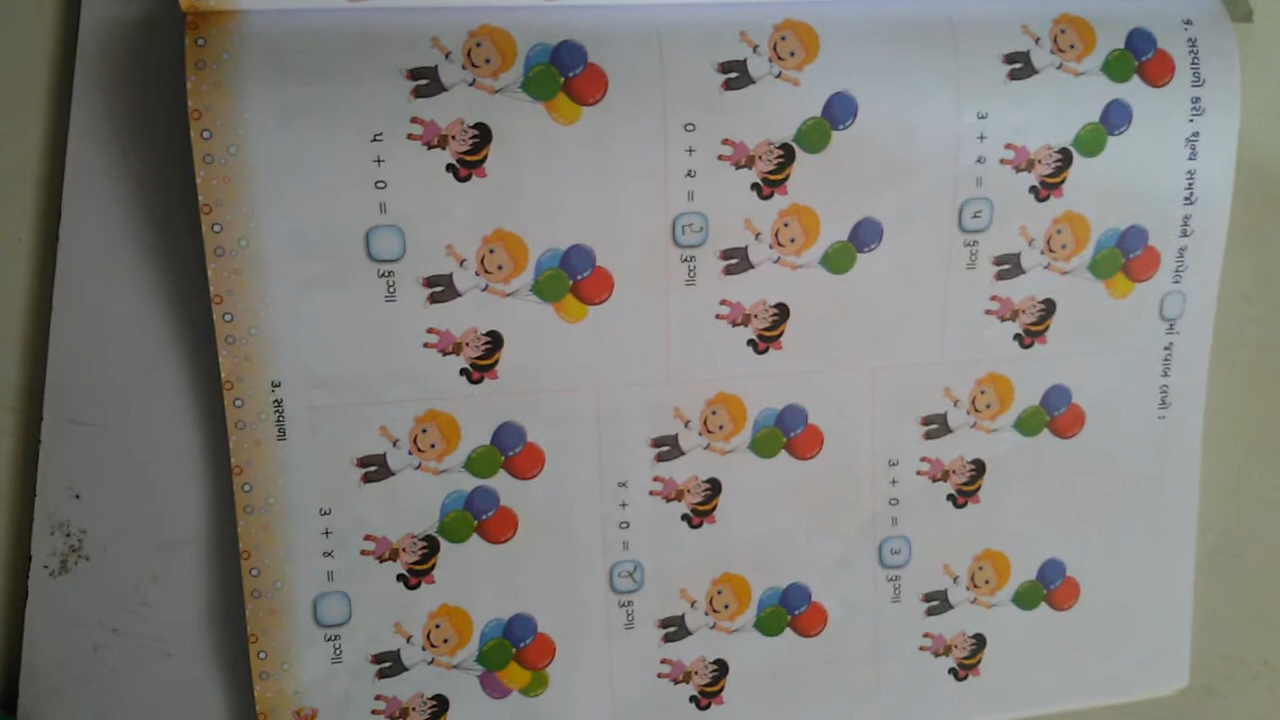 ૬. સરવાળો કરો. શૂન્ય સમજો અને આપેલ માં જવાબ લખો :
૩ + ૨ = ૫ ફુગ્ગા
૩ + ૦ = ૩ ફુગ્ગા
૦ + ૨ = ૨ ફુગ્ગા
૪ + ૦ = ૪ ફુગ્ગા
૫ + ૦ = ફુગ્ગા
૩ + ૪ = ફુગ્ગા
૩. સરવાળા